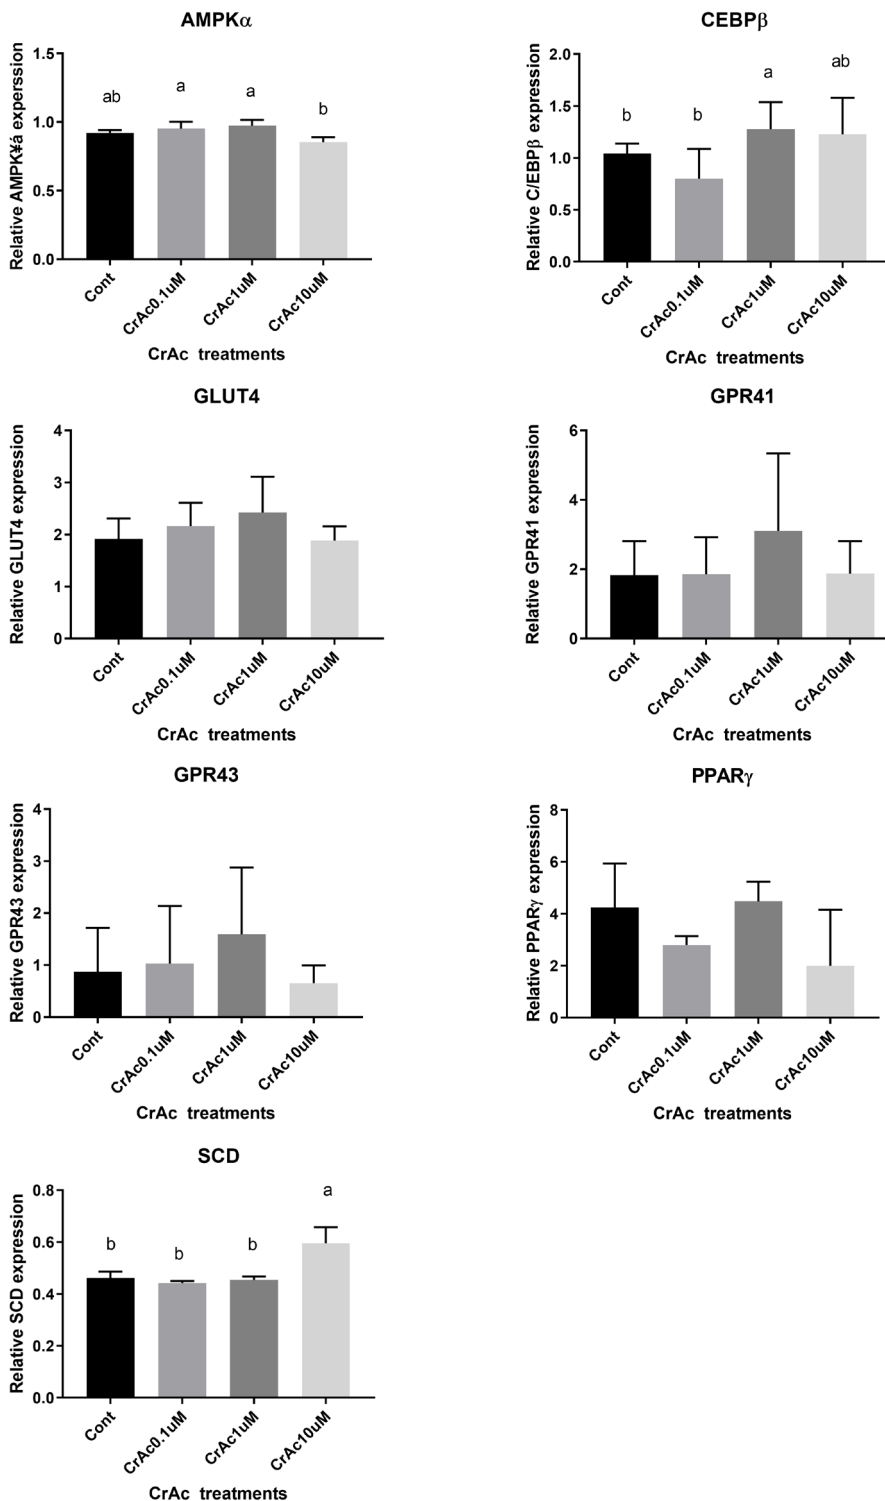 AMPKα
Relative AMPK¥á experssion
1.5
1.0
0.5
0.0
ab
a
a
b
Cont
CrAc0.1uM
CrAc1uM
CrAc10uM
CrAc treatments
CEBPβ
Relative C/EBPβ expression
2.0
1.5
1.0
0.5
0.0
b
b
a
ab
Cont
CrAc0.1uM
CrAc1uM
CrAc10uM
CrAc treatments
GLUT4
Relative GLUT4 expression
4
3
2
1
0
Cont
CrAc0.1uM
CrAc1uM
CrAc10uM
CrAc treatments
GPR41
Relative GPR41 expression
6
4
2
0
Cont
CrAc0.1uM
CrAc1uM
CrAc10uM
CrAc treatments
GPR43
Relative GPR43 expression
4
3
2
1
0
Cont
CrAc0.1uM
CrAc1uM
CrAc10uM
CrAc treatments
PPARγ
Relative PPARγ expression
8
6
4
2
0
Cont
CrAc0.1uM
CrAc1uM
CrAc10uM
CrAc treatments
SCD
Relative SCD expression
0.8
0.6
0.4
0.2
0.0
b
b
b
a
Cont
CrAc0.1uM
CrAc1uM
CrAc10uM
CrAc treatments